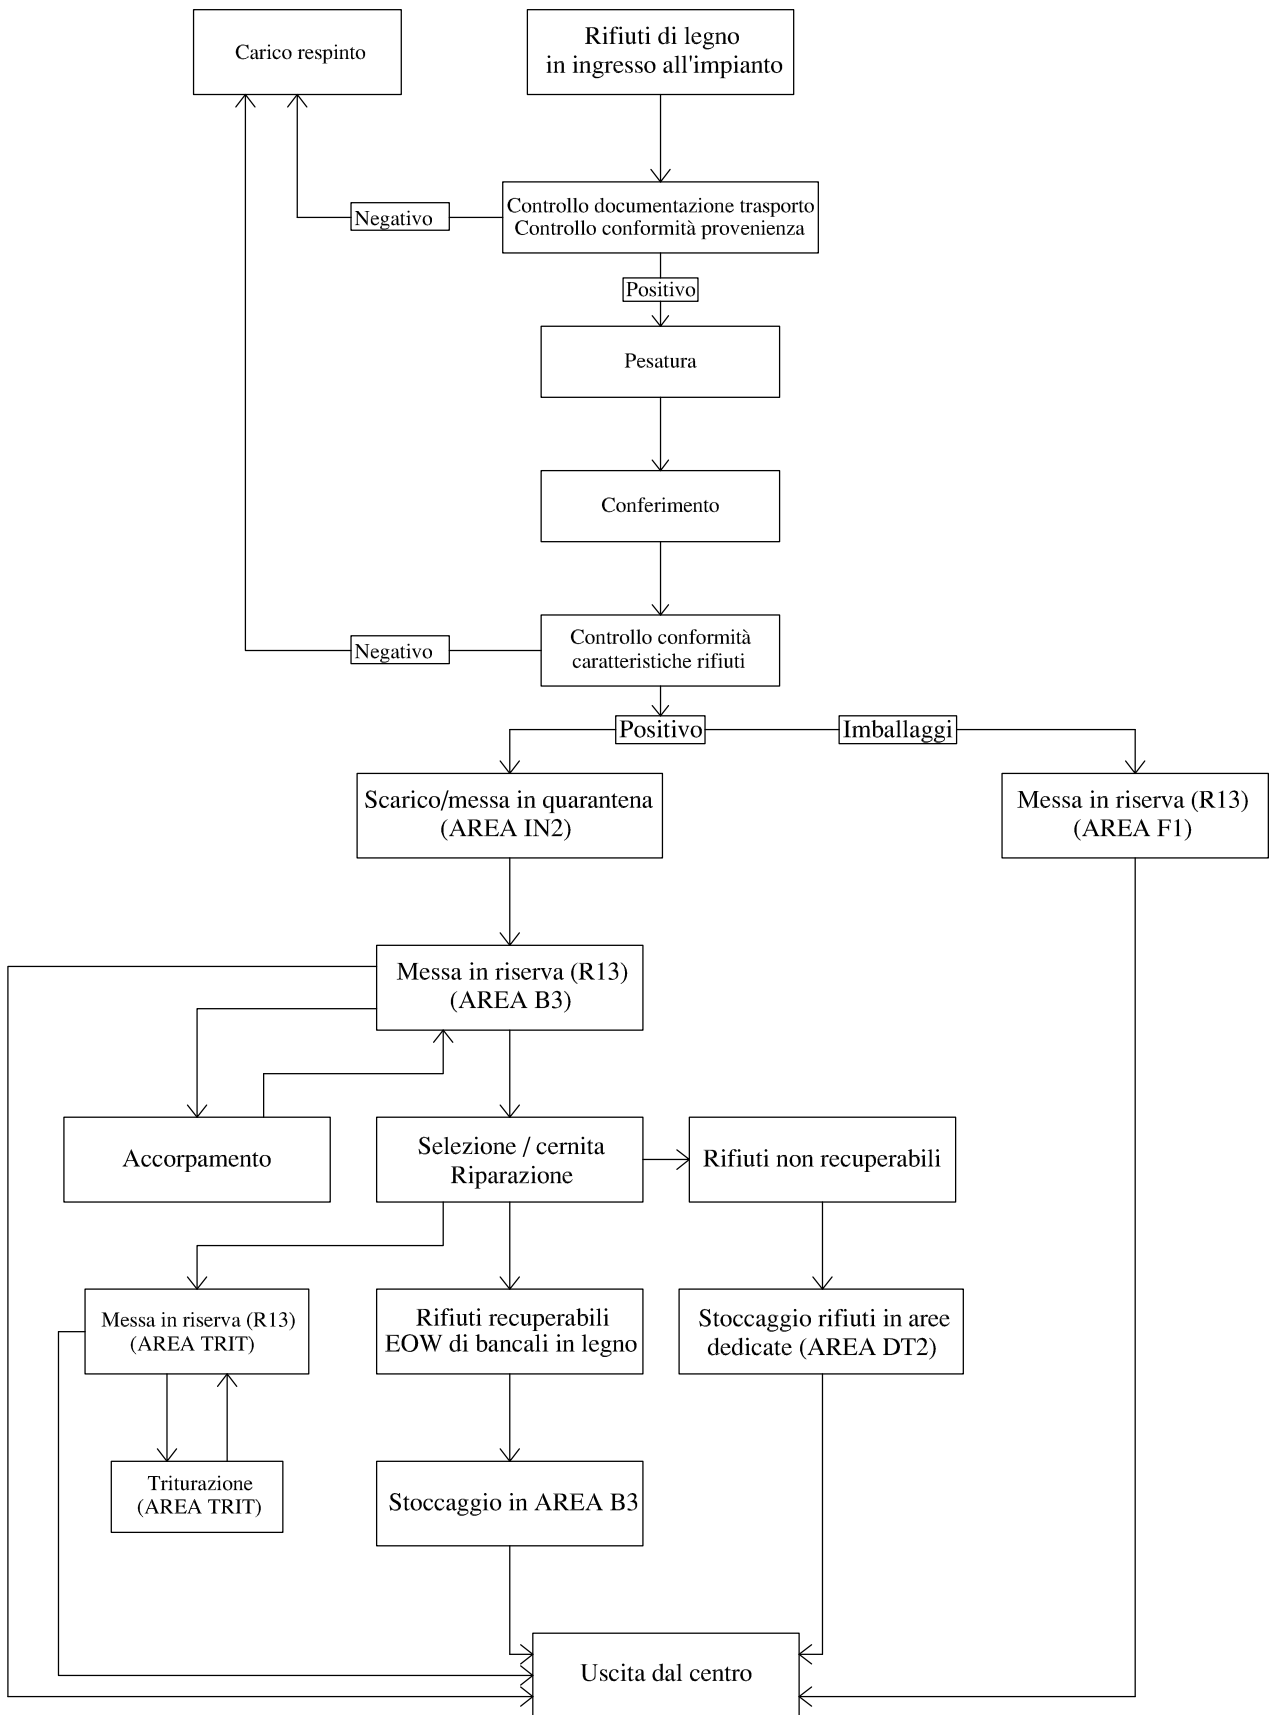 Carico respinto
Rifiuti di legno
in ingresso all'impianto
Controllo documentazione trasporto
Controllo conformità provenienza
Negativo
Positivo
Pesatura
Conferimento
Controllo conformità
caratteristiche rifiuti
Negativo
Positivo
Imballaggi
Scarico/messa in quarantena
(AREA IN2)
Messa in riserva (R13)
(AREA F1)
Messa in riserva (R13)
(AREA B3)
Accorpamento
Selezione / cernita
Riparazione
Rifiuti non recuperabili
Messa in riserva (R13)
(AREA TRIT)
Rifiuti recuperabili
EOW di bancali in legno
Stoccaggio rifiuti in aree
dedicate (AREA DT2)
Triturazione
(AREA TRIT)
Stoccaggio in AREA B3
Uscita dal centro